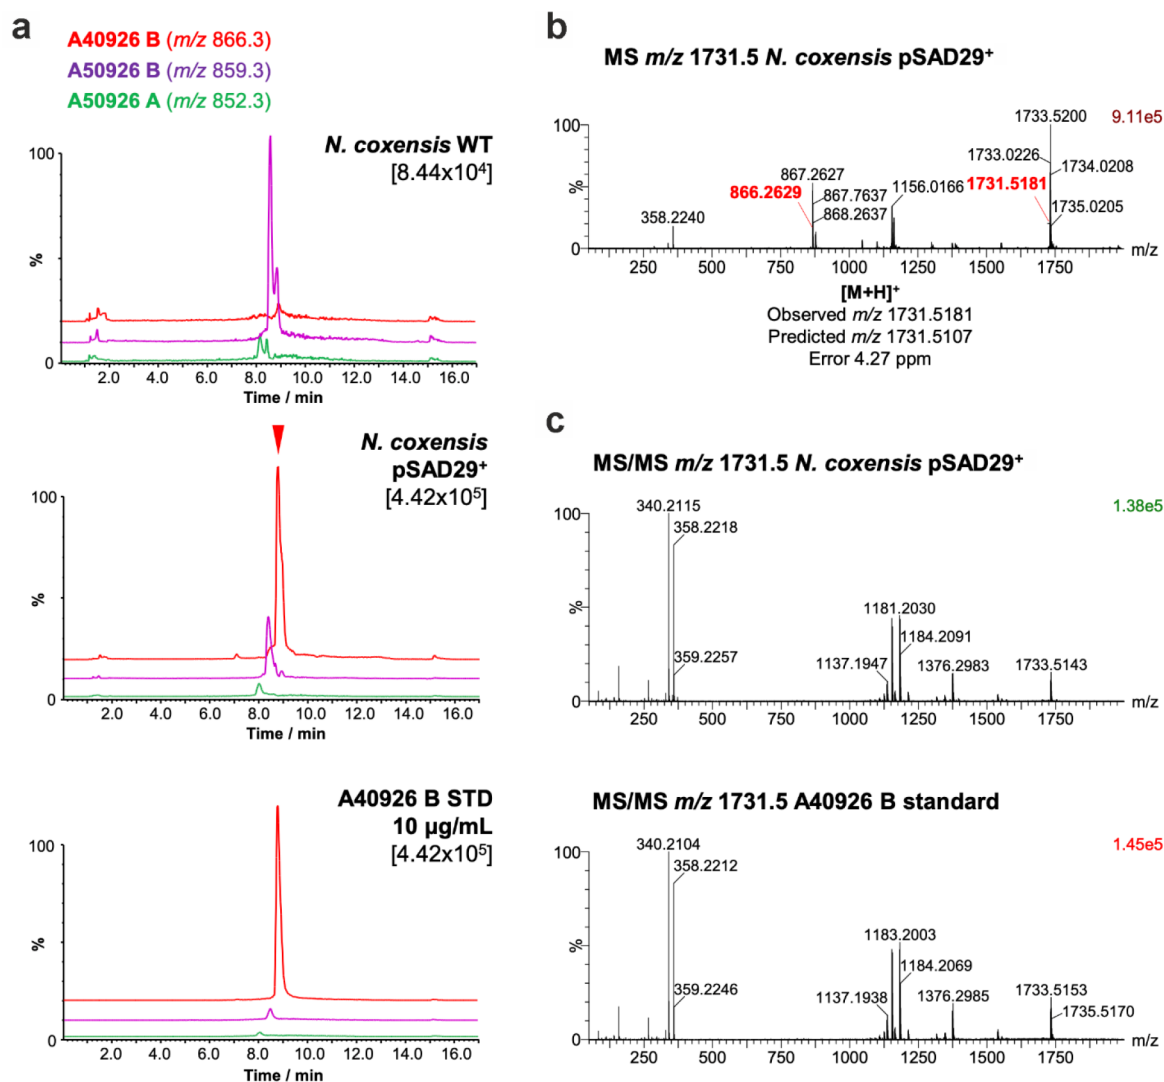 a
A40926 B (m/z 866.3)
A50926 B (m/z 859.3)
A50926 A (m/z 852.3)
N. coxensis WT
[8.44x10⁴]
100
%
0
2.0 4.0 6.0 8.0 10.0 12.0 14.0 16.0
Time / min
N. coxensis
pSAD29⁺
[4.42x10⁵]
100
%
0
2.0 4.0 6.0 8.0 10.0 12.0 14.0 16.0
Time / min
A40926 B STD
10 µg/mL
[4.42x10⁵]
100
%
0
2.0 4.0 6.0 8.0 10.0 12.0 14.0 16.0
Time / min
b
MS m/z 1731.5 N. coxensis pSAD29⁺
100
1733.5200
9.11e5
1733.0226
1734.0208
867.2627
1731.5181
866.2629
867.7637
1156.0166
868.2637
1735.0205
358.2240
%
0
250 500 750 1000 1250 1500 1750
m/z
[M+H]⁺
Observed m/z 1731.5181
Predicted m/z 1731.5107
Error 4.27 ppm
c
MS/MS m/z 1731.5 N. coxensis pSAD29⁺
340.2115
1.38e5
100
358.2218
1181.2030
1184.2091
359.2257
1137.1947
1376.2983
1733.5143
%
0
250 500 750 1000 1250 1500 1750
m/z
MS/MS m/z 1731.5 A40926 B standard
340.2104
1.45e5
100
358.2212
1183.2003
1184.2069
359.2246
1137.1938
1376.2985
1733.5153
1735.5170
%
0
250 500 750 1000 1250 1500 1750
m/z